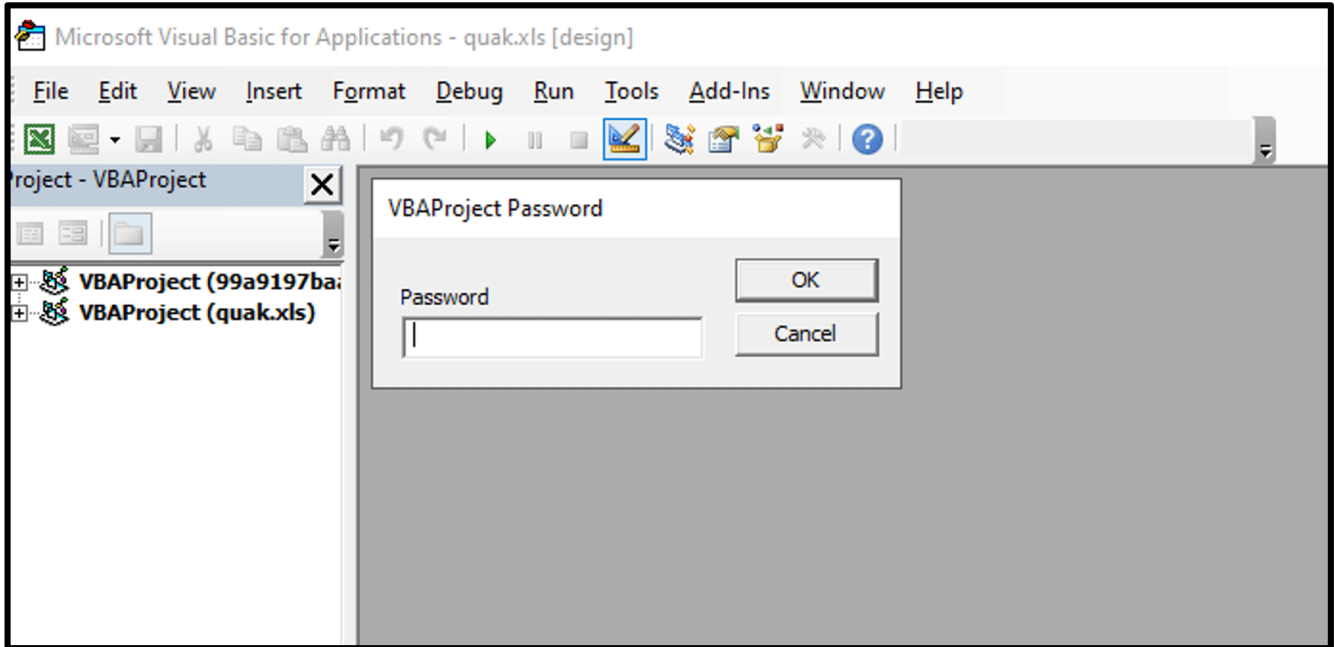 Microsoft Visual Basic for Applications - quak.xls [design]
File Edit View Insert Format Debug Run Tools Add-Ins Window Help
roject - VBAProject
VBAProject (99a9197baa
VBAProject (quak.xls)
VBAProject Password
Password
OK
Cancel